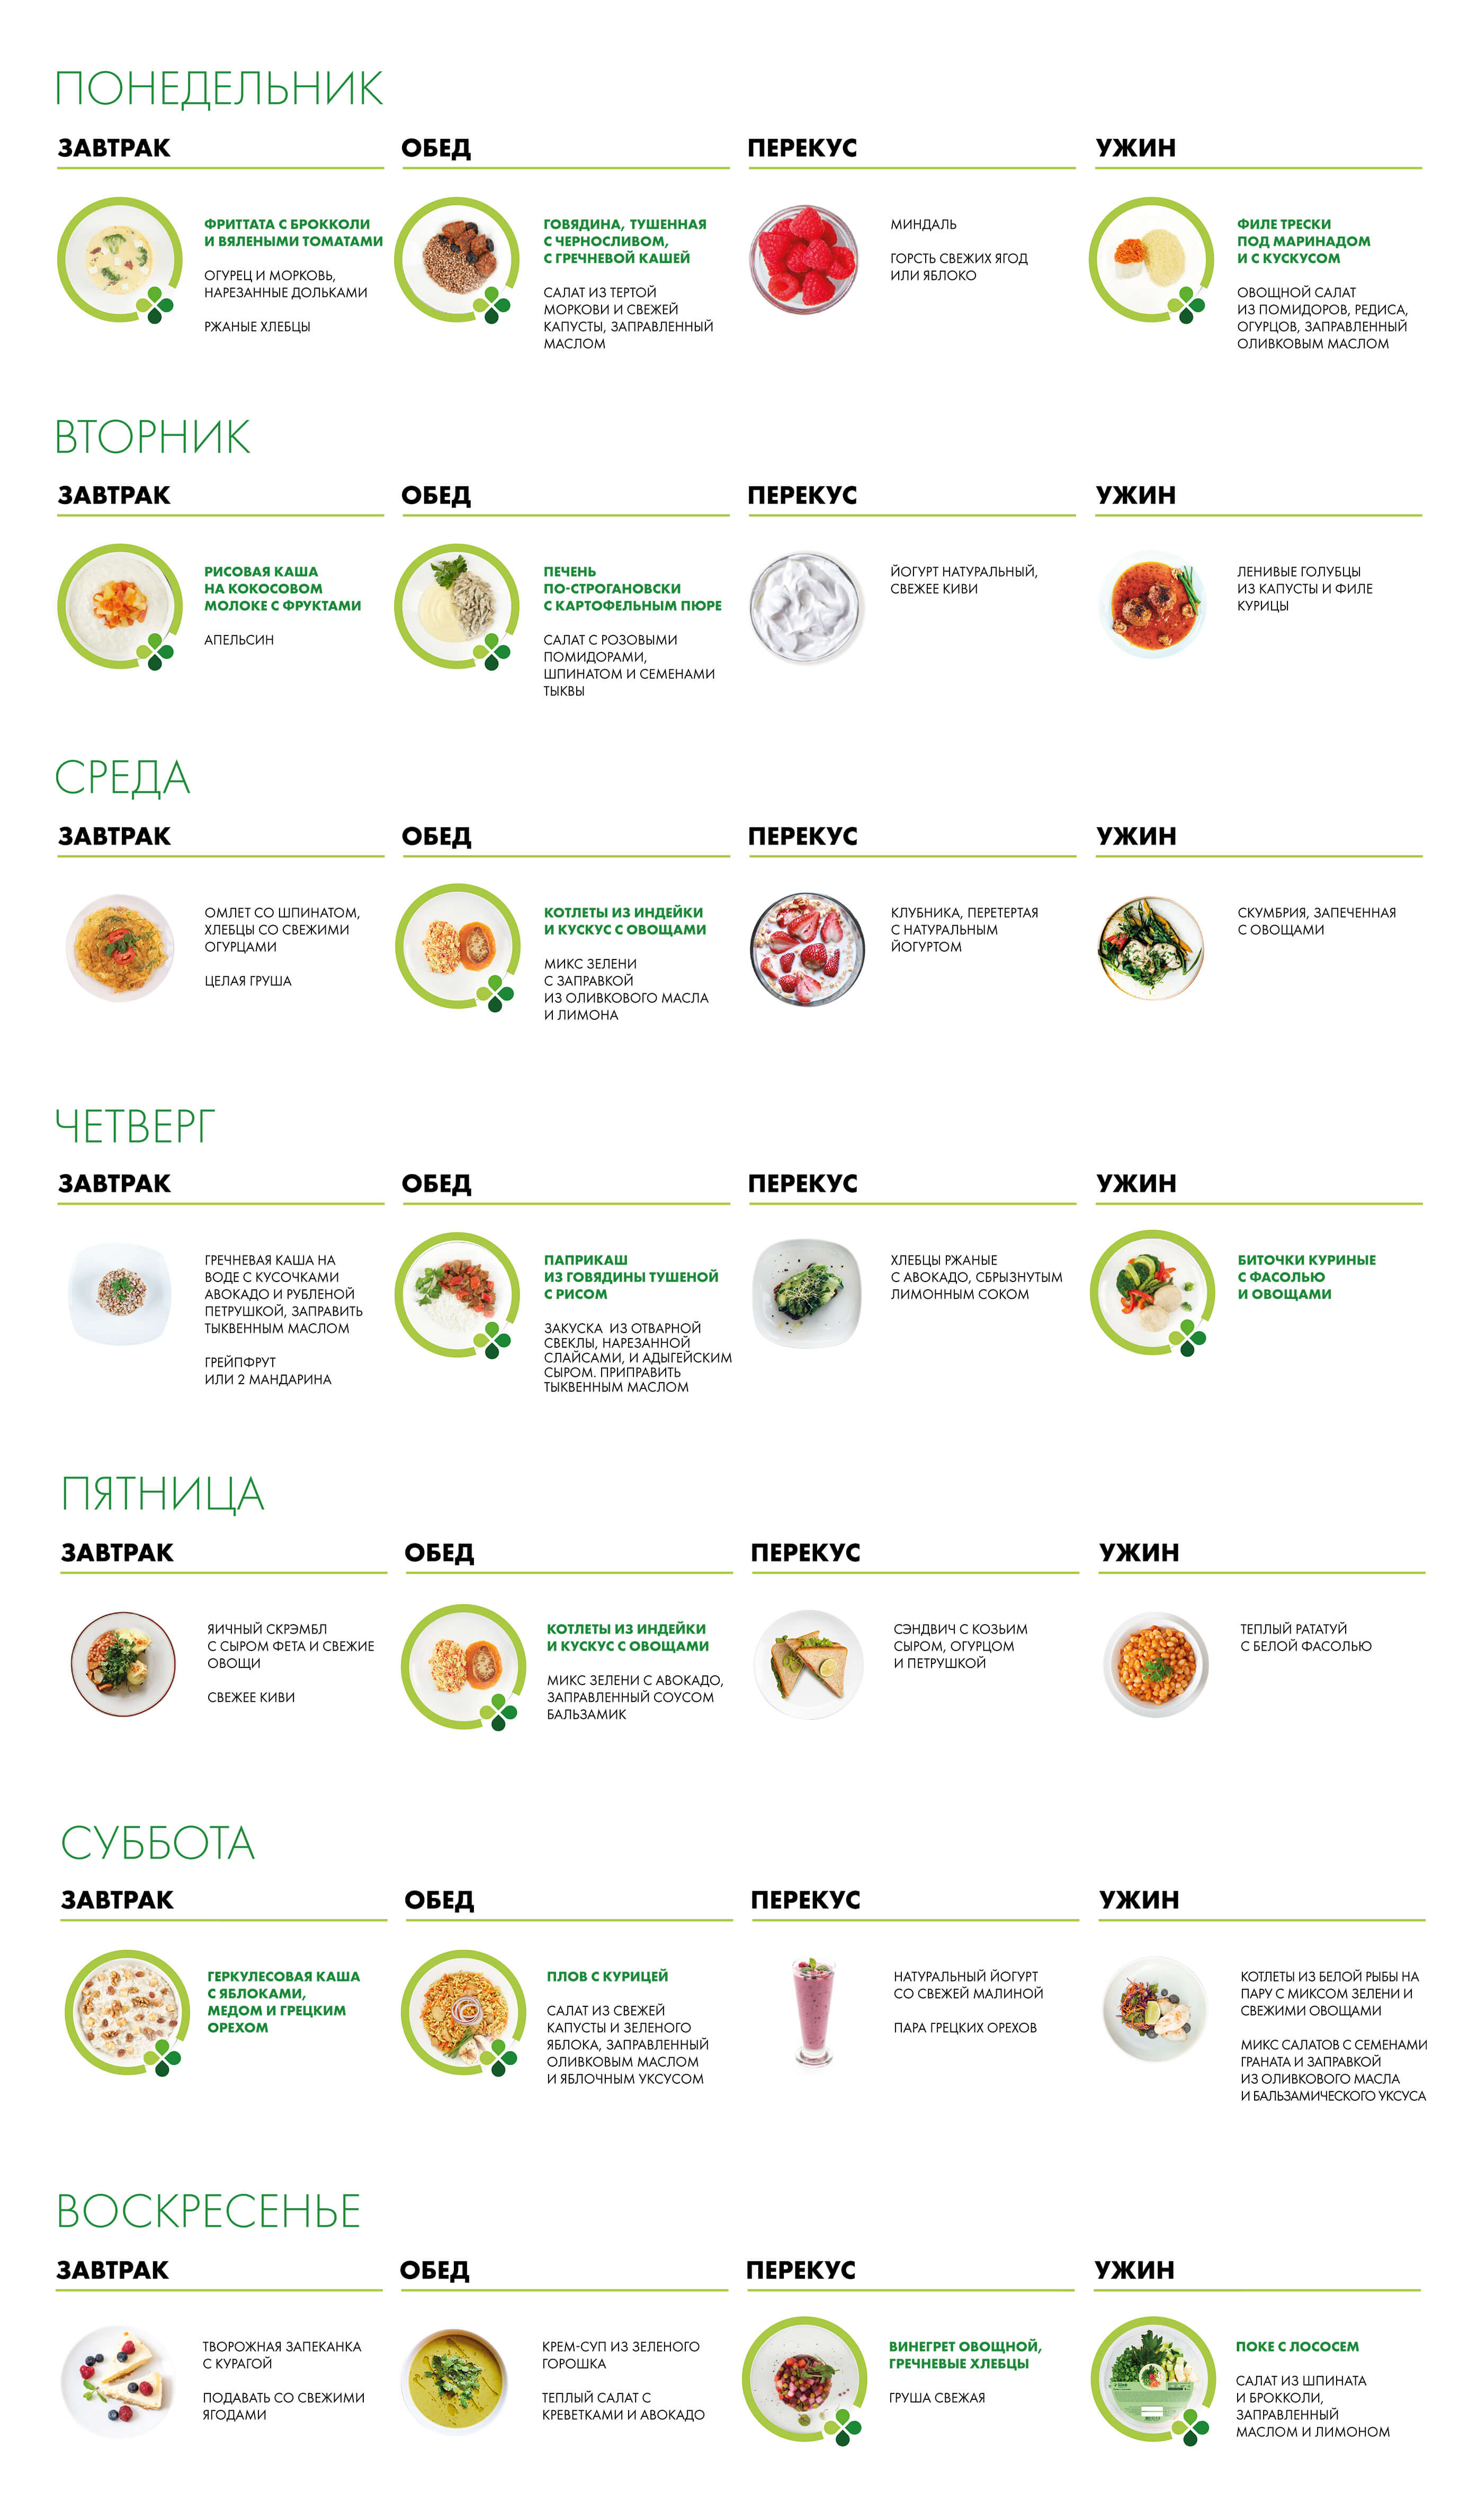 ПОНЕДЕЛЬНИК
ЗАВТРАК
ФРИТТАТА С БРОККОЛИ
И ВЯЛЕНЫМИ ТОМАТАМИ
ОГУРЕЦ И МОРКОВЬ,
НАРЕЗАННЫЕ ДОЛЬКАМИ
РЖАНЫЕ ХЛЕБЦЫ
ОБЕД
ГОВЯДИНА, ТУШЕННАЯ
С ЧЕРНОСЛИВОМ,
С ГРЕЧНЕВОЙ КАШЕЙ
САЛАТ ИЗ ТЕРТОЙ
МОРКОВИ И СВЕЖЕЙ
КАПУСТЫ, ЗАПРАВЛЕННЫЙ
МАСЛОМ
ПЕРЕКУС
МИНДАЛЬ
ГОРСТЬ СВЕЖИХ ЯГОД
ИЛИ ЯБЛОКО
УЖИН
ФИЛЕ ТРЕСКИ
ПОД МАРИНАДОМ
И С КУСКУСОМ
ОВОЩНОЙ САЛАТ
ИЗ ПОМИДОРОВ, РЕДИСА,
ОГУРЦОВ, ЗАПРАВЛЕННЫЙ
ОЛИВКОВЫМ МАСЛОМ
ВТОРНИК
ЗАВТРАК
РИСОВАЯ КАША
НА КОКОСОВОМ
МОЛОКЕ С ФРУКТАМИ
АПЕЛЬСИН
ОБЕД
ПЕЧЕНЬ
ПО-СТРОГАНОВСКИ
С КАРТОФЕЛЬНЫМ ПЮРЕ
САЛАТ С РОЗОВЫМИ
ПОМИДОРАМИ,
ШПИНАТОМ И СЕМЕНАМИ
ТЫКВЫ
ПЕРЕКУС
ЙОГУРТ НАТУРАЛЬНЫЙ,
СВЕЖЕЕ КИВИ
УЖИН
ЛЕНИВЫЕ ГОЛУБЦЫ
ИЗ КАПУСТЫ И ФИЛЕ
КУРИЦЫ
СРЕДА
ЗАВТРАК
ОМЛЕТ СО ШПИНАТОМ,
ХЛЕБЦЫ СО СВЕЖИМИ
ОГУРЦАМИ
ЦЕЛАЯ ГРУША
ОБЕД
КОТЛЕТЫ ИЗ ИНДЕЙКИ
И КУСКУС С ОВОЩАМИ
МИКС ЗЕЛЕНИ
С ЗАПРАВКОЙ
ИЗ ОЛИВКОВОГО МАСЛА
И ЛИМОНА
ПЕРЕКУС
КЛУБНИКА, ПЕРЕТЕРТАЯ
С НАТУРАЛЬНЫМ
ЙОГУРТОМ
УЖИН
СКУМБРИЯ, ЗАПЕЧЕННАЯ
С ОВОЩАМИ
ЧЕТВЕРГ
ЗАВТРАК
ГРЕЧНЕВАЯ КАША НА
ВОДЕ С КУСОЧКАМИ
АВОКАДО И РУБЛЕНОЙ
ПЕТРУШКОЙ, ЗАПРАВИТЬ
ТЫКВЕННЫМ МАСЛОМ
ГРЕЙПФРУТ
ИЛИ 2 МАНДАРИНА
ОБЕД
ПАПРИКАШ
ИЗ ГОВЯДИНЫ ТУШЕНОЙ
С РИСОМ
ЗАКУСКА ИЗ ОТВАРНОЙ
СВЕКЛЫ, НАРЕЗАННОЙ
СЛАЙСАМИ, И АДЫГЕЙСКИМ
СЫРОМ. ПРИПРАВИТЬ
ТЫКВЕННЫМ МАСЛОМ
ПЕРЕКУС
ХЛЕБЦЫ РЖАНЫЕ
С АВОКАДО, СБРЫЗНУТЫМ
ЛИМОННЫМ СОКОМ
УЖИН
БИТОЧКИ КУРИНЫЕ
С ФАСОЛЬЮ
И ОВОЩАМИ
ПЯТНИЦА
ЗАВТРАК
ЯИЧНЫЙ СКРЭМБЛ
С СЫРОМ ФЕТА И СВЕЖИЕ
ОВОЩИ
СВЕЖЕЕ КИВИ
ОБЕД
КОТЛЕТЫ ИЗ ИНДЕЙКИ
И КУСКУС С ОВОЩАМИ
МИКС ЗЕЛЕНИ С АВОКАДО,
ЗАПРАВЛЕННЫЙ СОУСОМ
БАЛЬЗАМИК
ПЕРЕКУС
СЭНДВИЧ С КОЗЬИМ
СЫРОМ, ОГУРЦОМ
И ПЕТРУШКОЙ
УЖИН
ТЕПЛЫЙ РАТАТУЙ
С БЕЛОЙ ФАСОЛЬЮ
СУББОТА
ЗАВТРАК
ГЕРКУЛЕСОВАЯ КАША
С ЯБЛОКАМИ,
МЕДОМ И ГРЕЦКИМ
ОРЕХОМ
ОБЕД
ПЛОВ С КУРИЦЕЙ
САЛАТ ИЗ СВЕЖЕЙ
КАПУСТЫ И ЗЕЛЕНОГО
ЯБЛОКА, ЗАПРАВЛЕННЫЙ
ОЛИВКОВЫМ МАСЛОМ
И ЯБЛОЧНЫМ УКСУСОМ
ПЕРЕКУС
НАТУРАЛЬНЫЙ ЙОГУРТ
СО СВЕЖЕЙ МАЛИНОЙ
ПАРА ГРЕЦКИХ ОРЕХОВ
УЖИН
КОТЛЕТЫ ИЗ БЕЛОЙ РЫБЫ НА
ПАРУ С МИКСОМ ЗЕЛЕНИ И
СВЕЖИМИ ОВОЩАМИ
МИКС САЛАТОВ С СЕМЕНАМИ
ГРАНАТА И ЗАПРАВКОЙ
ИЗ ОЛИВКОВОГО МАСЛА
И БАЛЬЗАМИЧЕСКОГО УКСУСА
ВОСКРЕСЕНЬЕ
ЗАВТРАК
ТВОРОЖНАЯ ЗАПЕКАНКА
С КУРАГОЙ
ПОДАВАТЬ СО СВЕЖИМИ
ЯГОДАМИ
ОБЕД
КРЕМ-СУП ИЗ ЗЕЛЕНОГО
ГОРОШКА
ТЕПЛЫЙ САЛАТ С
КРЕВЕТКАМИ И АВОКАДО
ПЕРЕКУС
ВИНЕГРЕТ ОВОЩНОЙ,
ГРЕЧНЕВЫЕ ХЛЕБЦЫ
ГРУША СВЕЖАЯ
УЖИН
ПОКЕ С ЛОСОСЕМ
САЛАТ ИЗ ШПИНАТА
И БРОККОЛИ,
ЗАПРАВЛЕННЫЙ
МАСЛОМ И ЛИМОНОМ